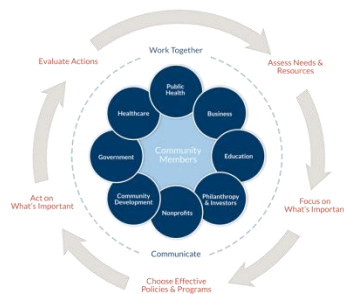 Work Together
Evaluate Actions
Assess Needs &
Resources
Public
Health
Healthcare
Business
Government
Community
Members
Education
Community
Development
Philanthropy
& Investors
Nonprofits
Act on
What's Important
Focus on
What's Importan
Communicate
Choose Effective
Policies & Programs